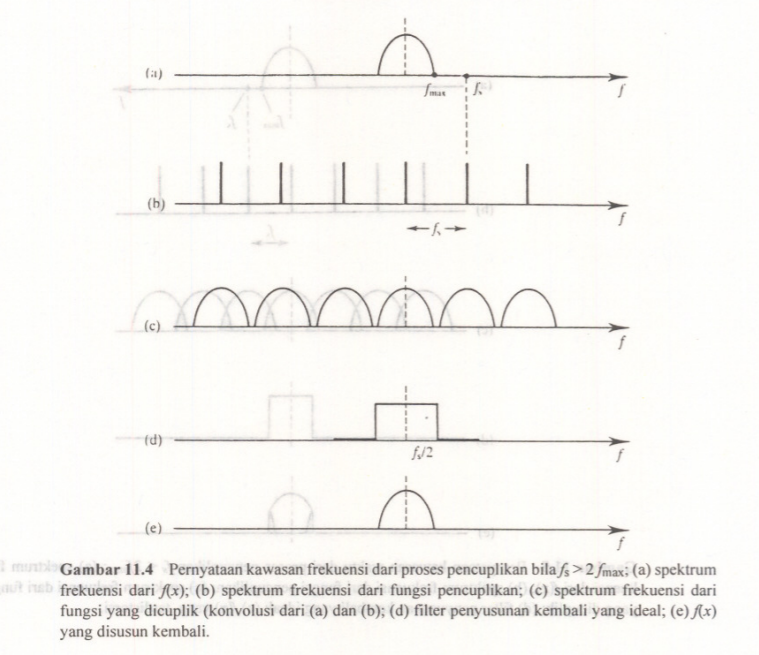 (a)
fmax fs f
(b)
f
fs
(c)
f
(d)
fs/2 f
(e)
f
Gambar 11.4 Pernyataan kawasan frekuensi dari proses pencuplikan bila fs > 2 fmax; (a) spektrum
frekuensi dari f(x); (b) spektrum frekuensi dari fungsi pencuplikan; (c) spektrum frekuensi dari
fungsi yang dicuplik (konvolusi dari (a) dan (b); (d) filter penyusunan kembali yang ideal; (e) f(x)
yang disusun kembali.